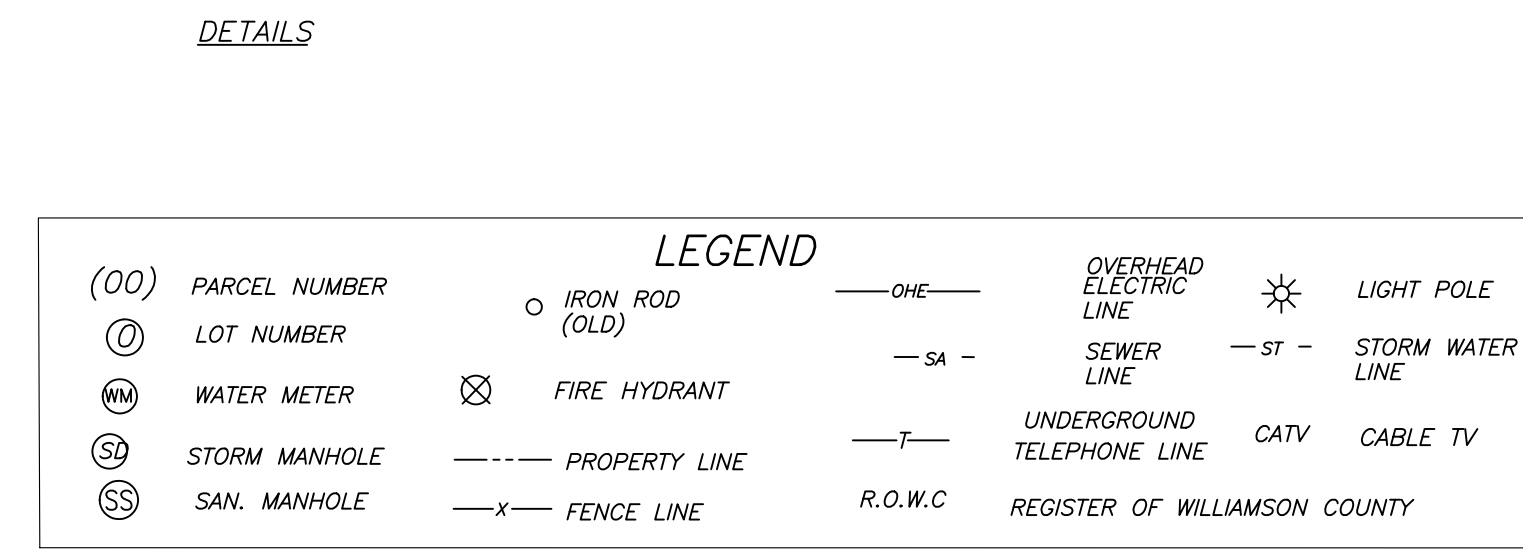 DETAILS
LEGEND
(00) PARCEL NUMBER
0 LOT NUMBER
WM WATER METER
SD STORM MANHOLE
SS SAN. MANHOLE
IRON ROD
(OLD)
FIRE HYDRANT
PROPERTY LINE
X FENCE LINE
OHE OVERHEAD
ELECTRIC
LINE
SA SEWER
LINE
T UNDERGROUND
TELEPHONE LINE
R.O.W.C REGISTER OF WILLIAMSON COUNTY
LIGHT POLE
ST STORM WATER
LINE
CATV CABLE TV